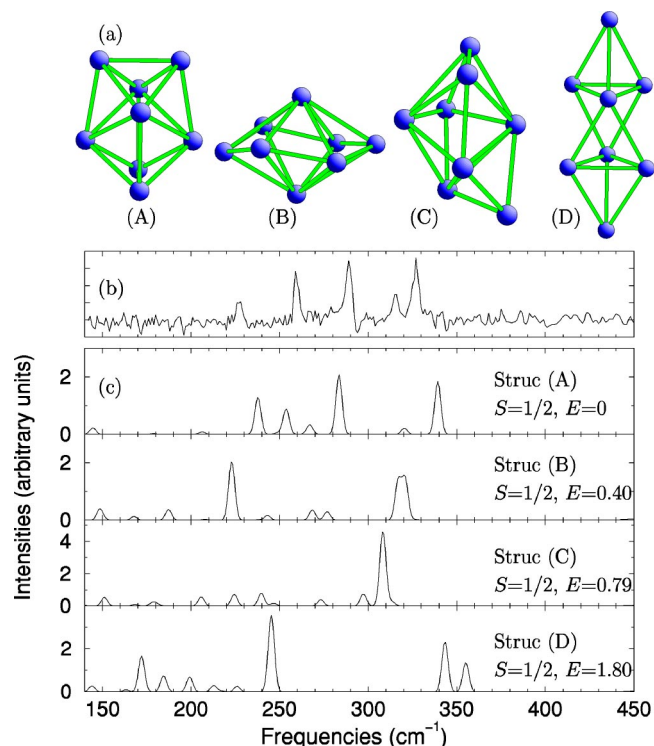 (a)
(A)
(B)
(C)
(D)
(b)
Intensities (arbitrary units)
(c)
2
0
Struc (A)
S=1/2, E=0
2
0
Struc (B)
S=1/2, E=0.40
4
2
0
Struc (C)
S=1/2, E=0.79
2
0
Struc (D)
S=1/2, E=1.80
150 200 250 300 350 400 450
Frequencies (cm⁻¹)